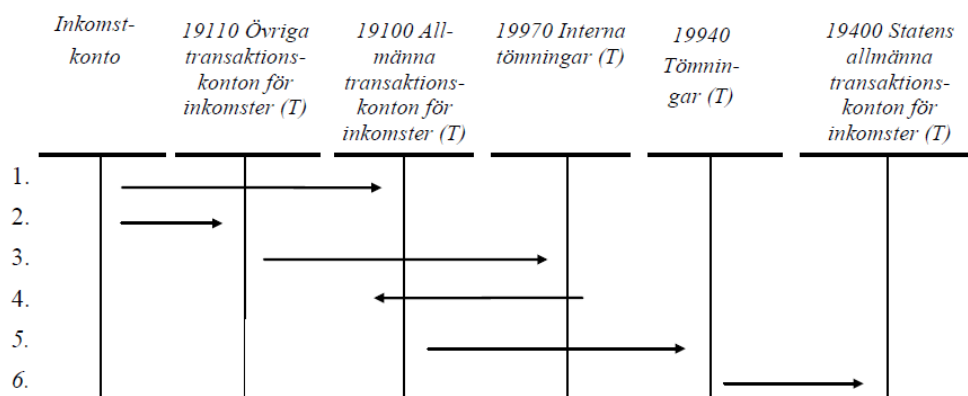 Inkomst-
konto
19110 Övriga
transaktions-
konton för
inkomster (T)
19100 All-
männa
transaktions-
konton för
inkomster (T)
19970 Interna
tömningar (T)
19940
Tömnin-
gar (T)
19400 Statens
allmänna
transaktions-
konton för
inkomster (T)
1.
2.
3.
4.
5.
6.